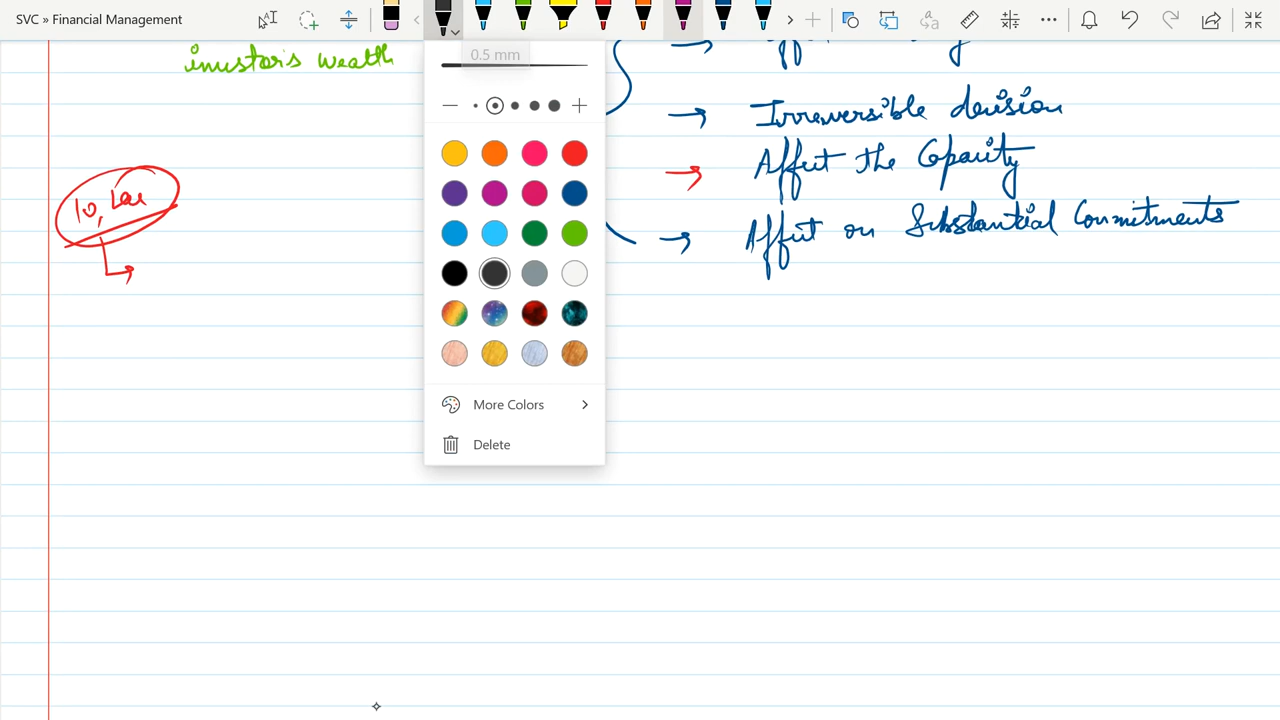 SVC » Financial Management
investor's wealth
0.5 mm
→ Irreversible decision
→ Affect the Capacity
10, Lac
→ Affect on Substantial Commitments
More Colors
Delete